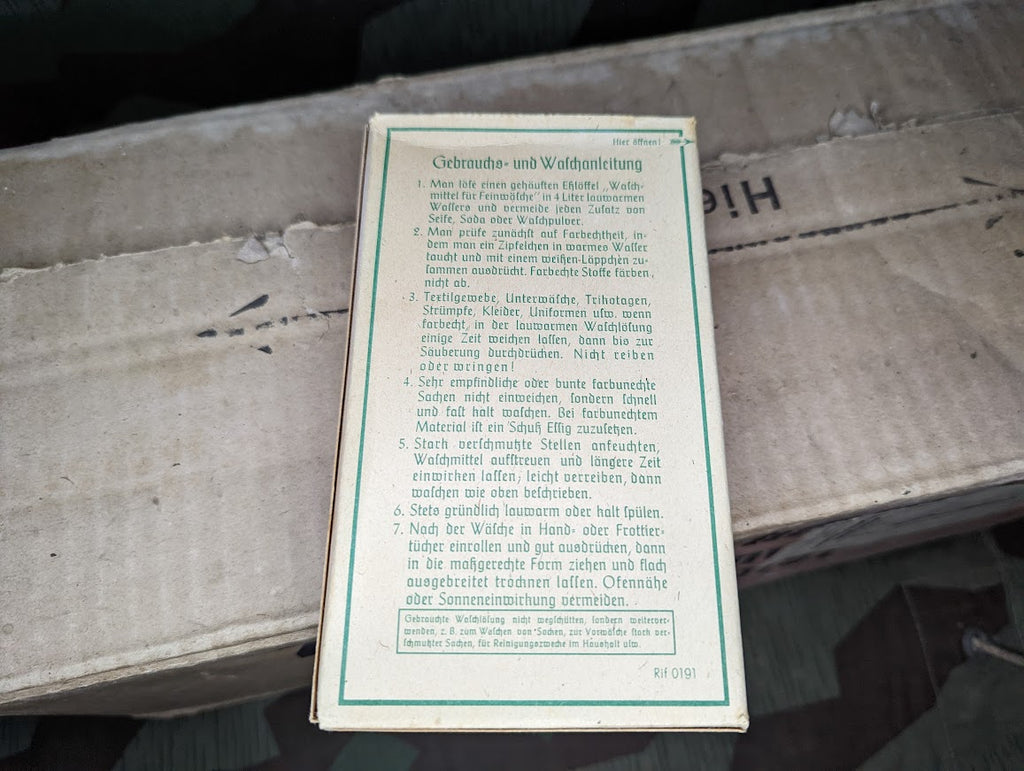 Hier öffnen!
Gebrauchs- und Waschanleitung
1. Man löse einen gehäuften Eßlöffel „Wasch-
mittel für Feinwäsche" in 4 Liter lauwarmen
Wassers und vermeide jeden Zusatz von
Seife, Soda oder Waschpulver.
2. Man prüfe zunächst auf Farbechtheit, in-
dem man ein Zipfelchen in warmes Wasser
taucht und mit einem weißen Läppchen zu-
sammen ausdrückt. Farbechte Stoffe färben
nicht ab.
3. Textilgewebe, Unterwäsche, Trikotagen,
Strümpfe, Kleider, Uniformen usw. wenn
farbecht, in der lauwarmen Waschlösung
einige Zeit weichen lassen, dann bis zur
Säuberung durchdrücken. Nicht reiben
oder wringen!
4. Sehr empfindliche oder bunte farbunechte
Sachen nicht einweichen, sondern schnell
und fast kalt waschen. Bei farbunechtem
Material ist ein Schuß Essig zuzusetzen.
5. Stark verschmutzte Stellen anfeuchten,
Waschmittel aufstreuen und längere Zeit
einwirken lassen; leicht verreiben, dann
waschen wie oben beschrieben.
6. Stets gründlich lauwarm oder kalt spülen.
7. Nach der Wäsche in Hand- oder Frottier-
tücher einrollen und gut ausdrücken, dann
in die maßgerechte Form ziehen und flach
ausgebreitet trocknen lassen. Ofennähe
oder Sonneneinwirkung vermeiden.
Gebrauchte Waschlösung nicht wegschütten, sondern weiterver-
wenden, z. B. zum Waschen von Sachen, zur Vorwäsche stark ver-
schmutzter Sachen, für Reinigungszwecke im Haushalt usw.
Rif 0191